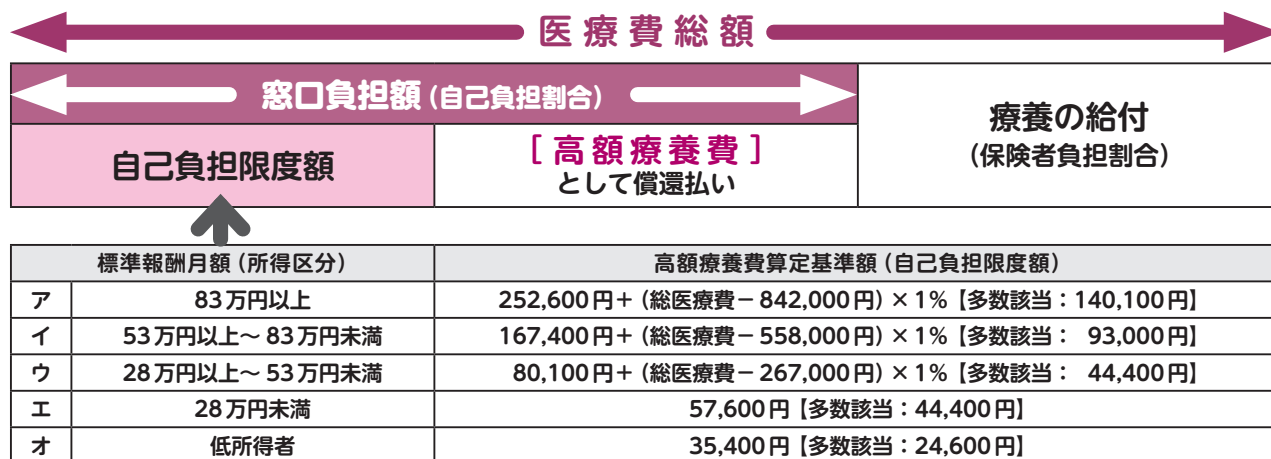 医療費総額
窓口負担額(自己負担割合)
療養の給付
(保険者負担割合)
自己負担限度額
[高額療養費]
として償還払い
標準報酬月額(所得区分) 高額療養費算定基準額(自己負担限度額)
ア 83万円以上 252,600円+(総医療費-842,000円)×1%【多数該当:140,100円】
イ 53万円以上~83万円未満 167,400円+(総医療費-558,000円)×1%【多数該当: 93,000円】
ウ 28万円以上~53万円未満 80,100円+(総医療費-267,000円)×1%【多数該当: 44,400円】
エ 28万円未満 57,600円【多数該当:44,400円】
オ 低所得者 35,400円【多数該当:24,600円】